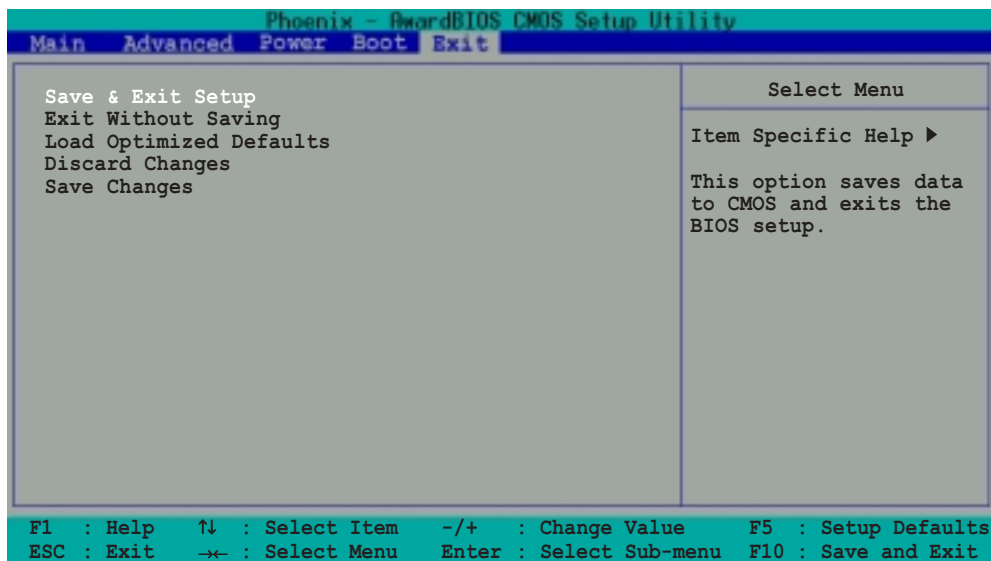 Phoenix - AwardBIOS CMOS Setup Utility
Main Advanced Power Boot Exit
Save & Exit Setup
Exit Without Saving
Load Optimized Defaults
Discard Changes
Save Changes
Select Menu
Item Specific Help ▶
This option saves data
to CMOS and exits the
BIOS setup.
F1 : Help ↑↓ : Select Item -/+ : Change Value F5 : Setup Defaults
ESC : Exit →← : Select Menu Enter : Select Sub-menu F10 : Save and Exit